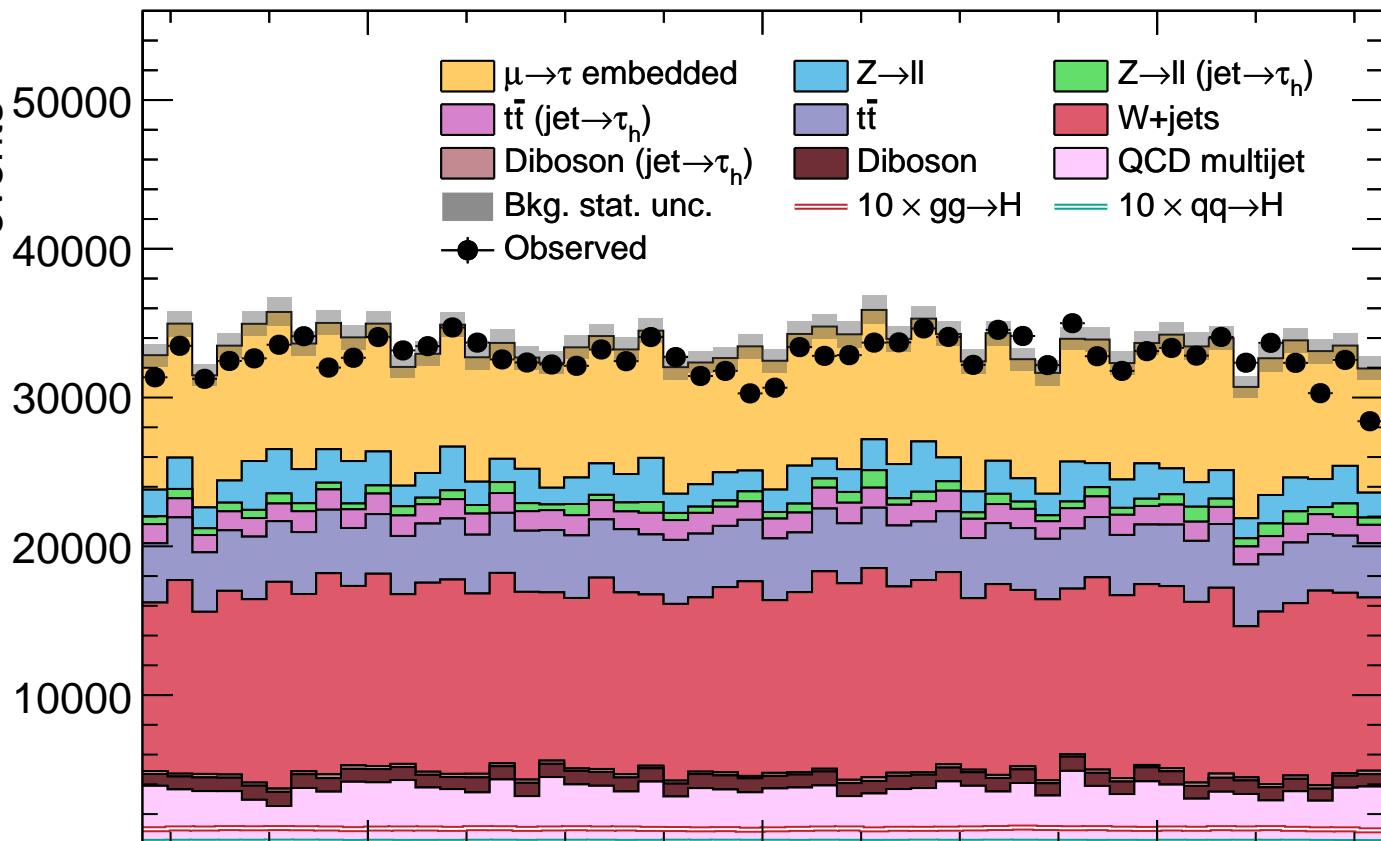 μ→τ embedded Z→ll Z→ll (jet→τh)
50000
tt̄ (jet→τh) tt̄ W+jets
Diboson (jet→τh) Diboson QCD multijet
Bkg. stat. unc. 10 × gg→H 10 × qq→H
Observed
40000
30000
20000
10000